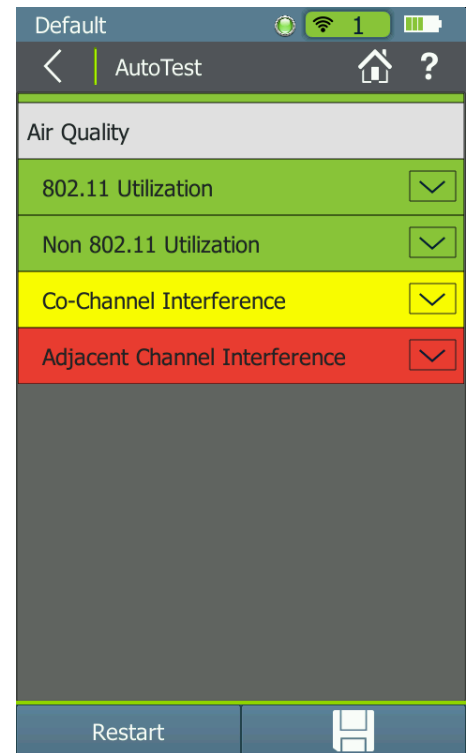 Default
1
AutoTest
?
Air Quality
802.11 Utilization
Non 802.11 Utilization
Co-Channel Interference
Adjacent Channel Interference
Restart